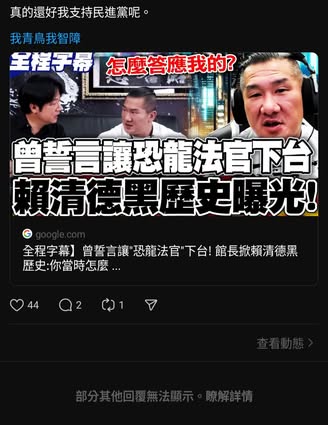 真的還好我支持民進黨呢。
我青鳥我智障
全程字幕
怎麼答應我的?
曾誓言讓恐龍法官下台
賴清德黑歷史曝光!
google.com
全程字幕】曾誓言讓"恐龍法官"下台! 館長掀賴清德黑
歷史:你當時怎麼 ...
44
2
1
查看動態
部分其他回覆無法顯示。瞭解詳情